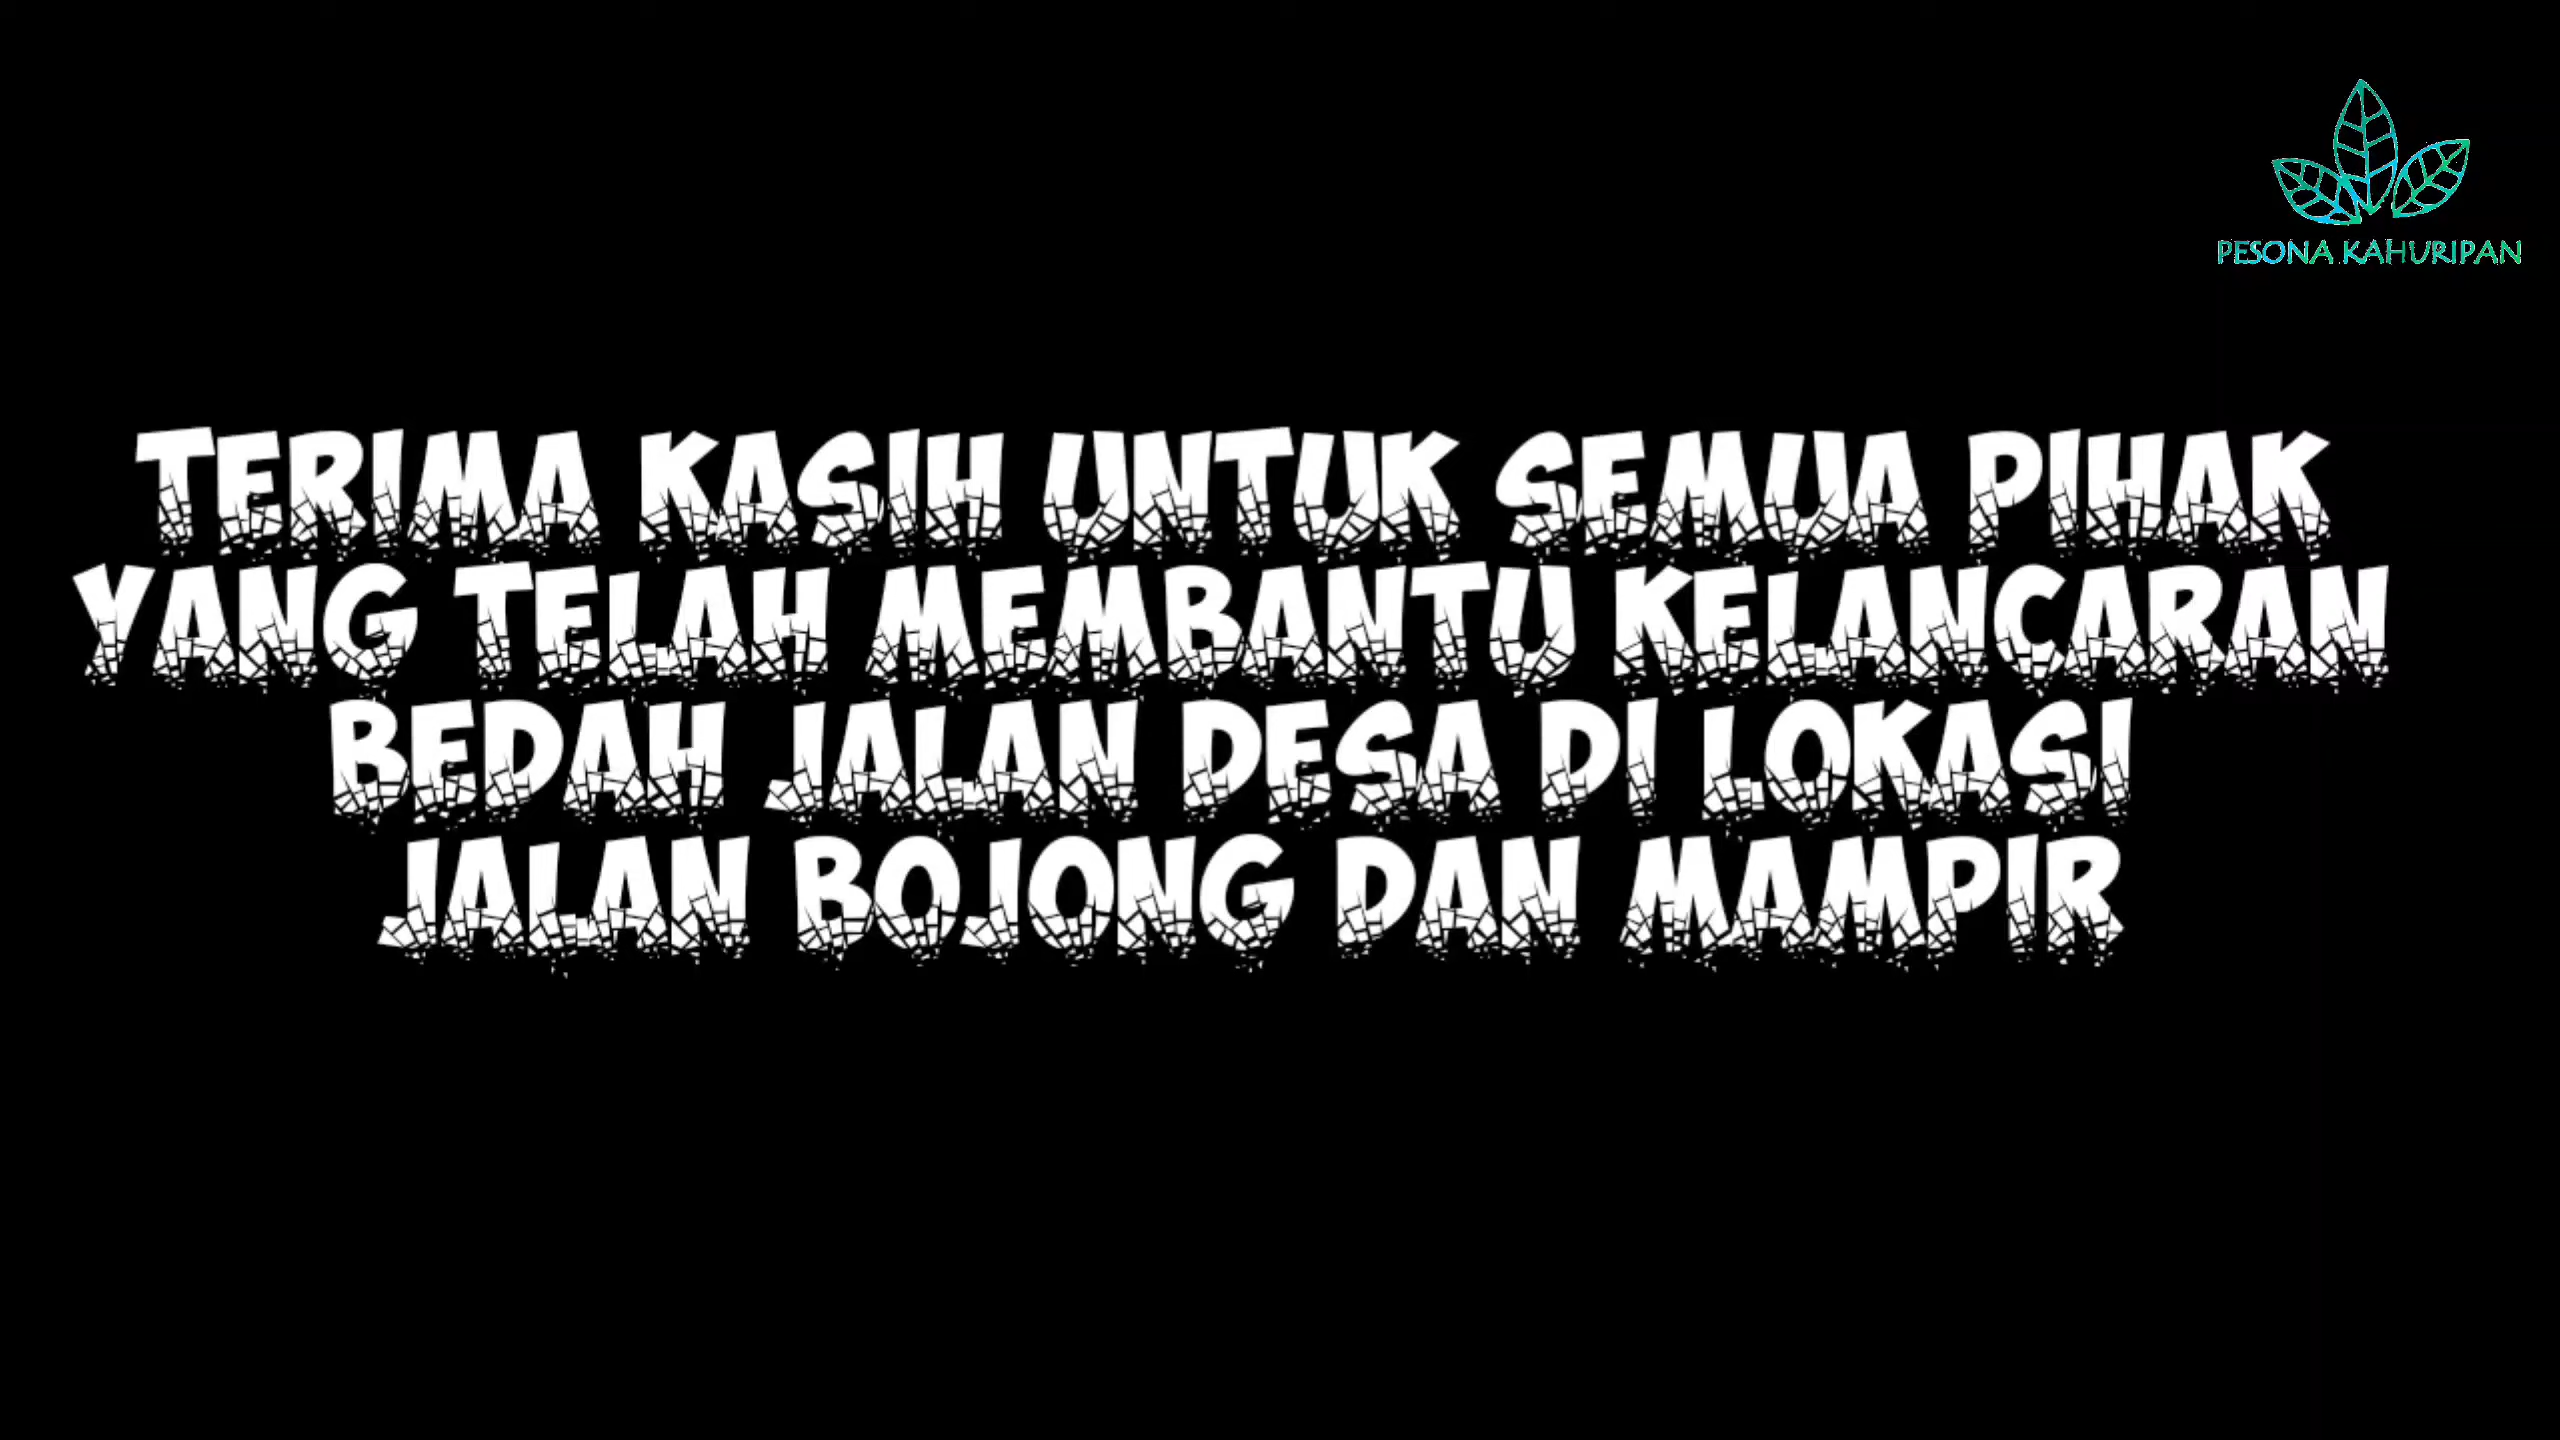 PESONA KAHURIPAN
TERIMA KASIH UNTUK SEMUA PIHAK
YANG TELAH MEMBANTU KELANCARAN
BEDAH JALAN DESA DI LOKASI
JALAN BOJONG DAN MAMPIR